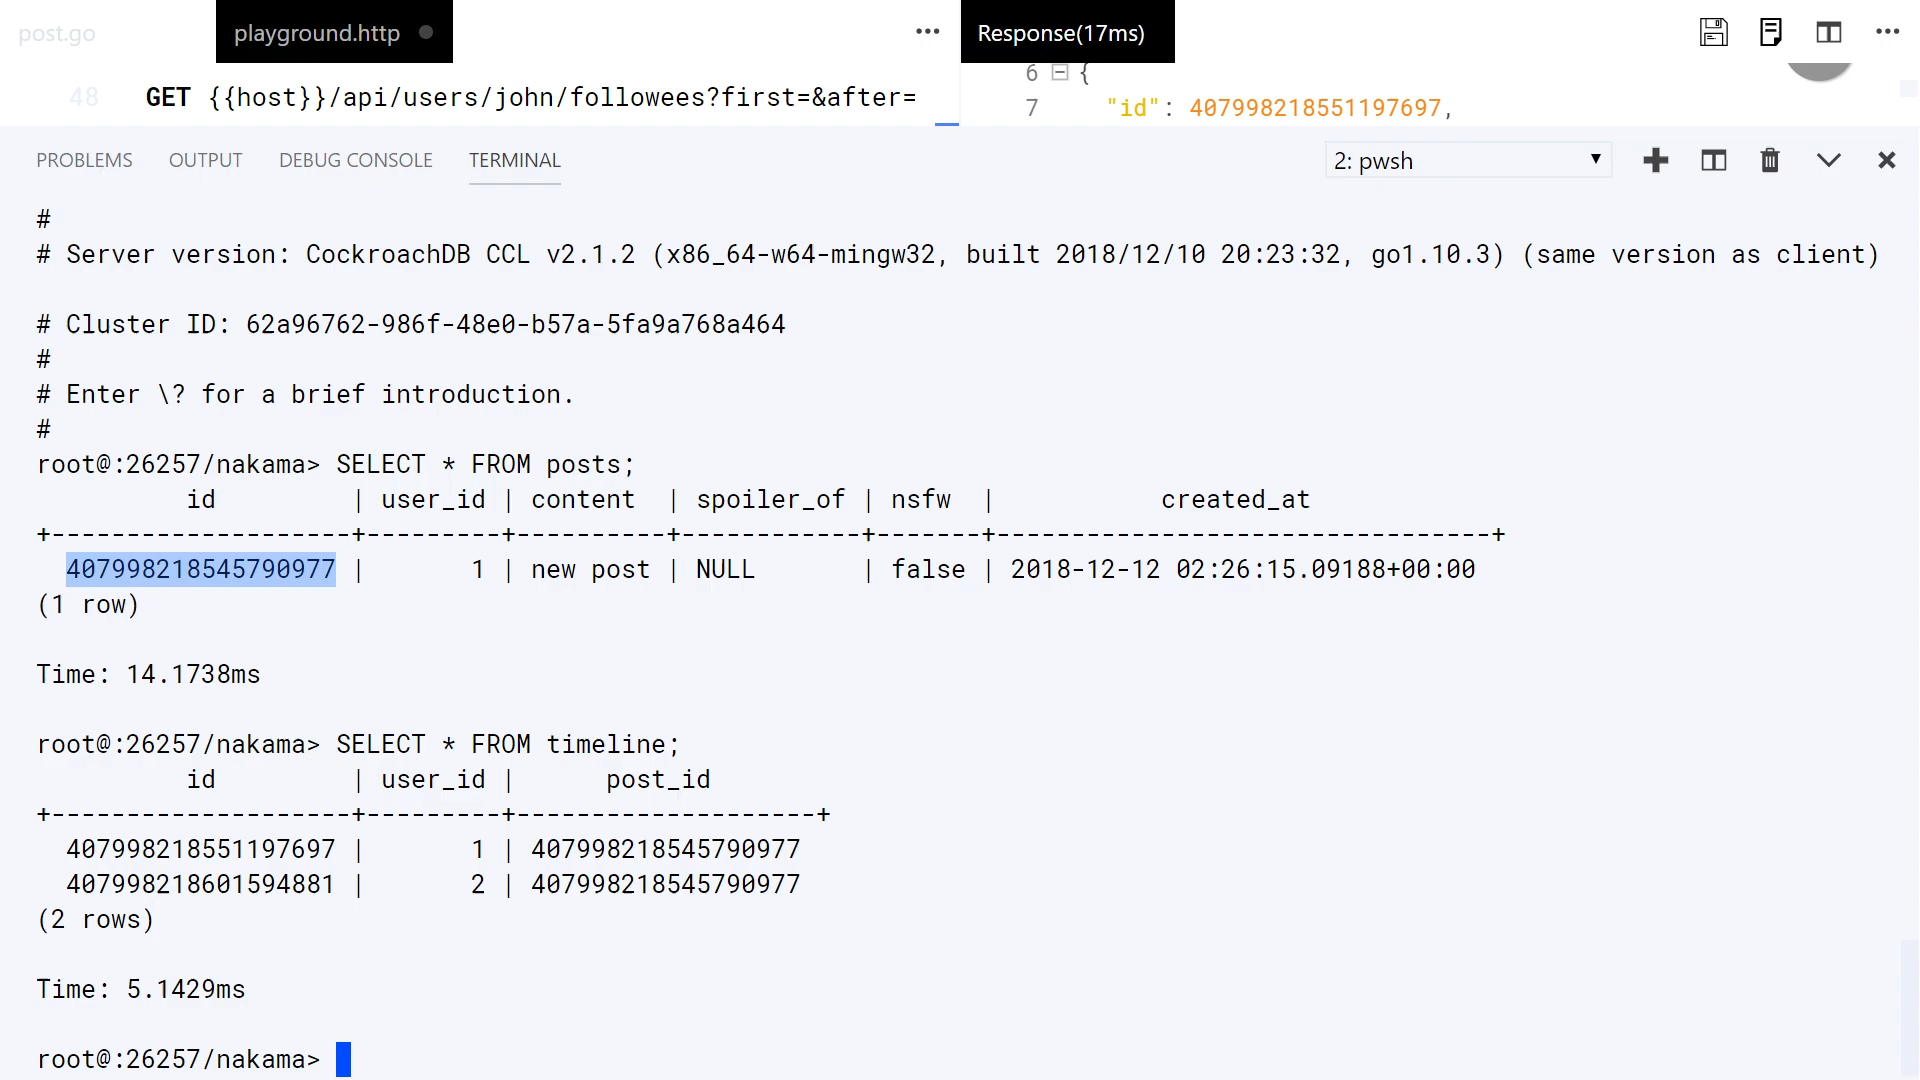 post.go
playground.http
Response(17ms)
48 GET {{host}}/api/users/john/followees?first=&after=
6 {
7 "id": 407998218551197697,
PROBLEMS OUTPUT DEBUG CONSOLE TERMINAL
2: pwsh
#
# Server version: CockroachDB CCL v2.1.2 (x86_64-w64-mingw32, built 2018/12/10 20:23:32, go1.10.3) (same version as client)
# Cluster ID: 62a96762-986f-48e0-b57a-5fa9a768a464
#
# Enter \? for a brief introduction.
#
root@:26257/nakama> SELECT * FROM posts;
id | user_id | content | spoiler_of | nsfw | created_at
+--------------------+---------+----------+------------+-------+---------------------------------+
407998218545790977 | 1 | new post | NULL | false | 2018-12-12 02:26:15.09188+00:00
(1 row)
Time: 14.1738ms
root@:26257/nakama> SELECT * FROM timeline;
id | user_id | post_id
+--------------------+---------+--------------------+
407998218551197697 | 1 | 407998218545790977
407998218601594881 | 2 | 407998218545790977
(2 rows)
Time: 5.1429ms
root@:26257/nakama>